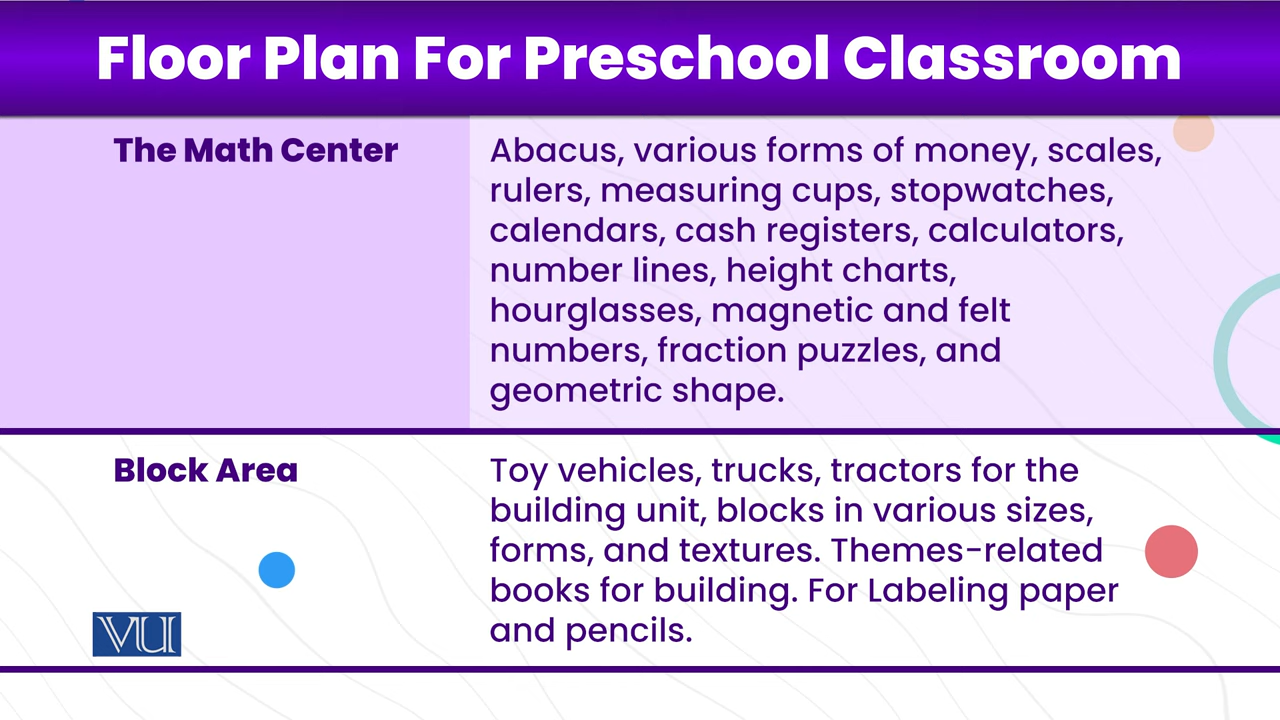 Floor Plan For Preschool Classroom
The Math Center
Abacus, various forms of money, scales,
rulers, measuring cups, stopwatches,
calendars, cash registers, calculators,
number lines, height charts,
hourglasses, magnetic and felt
numbers, fraction puzzles, and
geometric shape.
Block Area
Toy vehicles, trucks, tractors for the
building unit, blocks in various sizes,
forms, and textures. Themes-related
books for building. For Labeling paper
and pencils.
VU